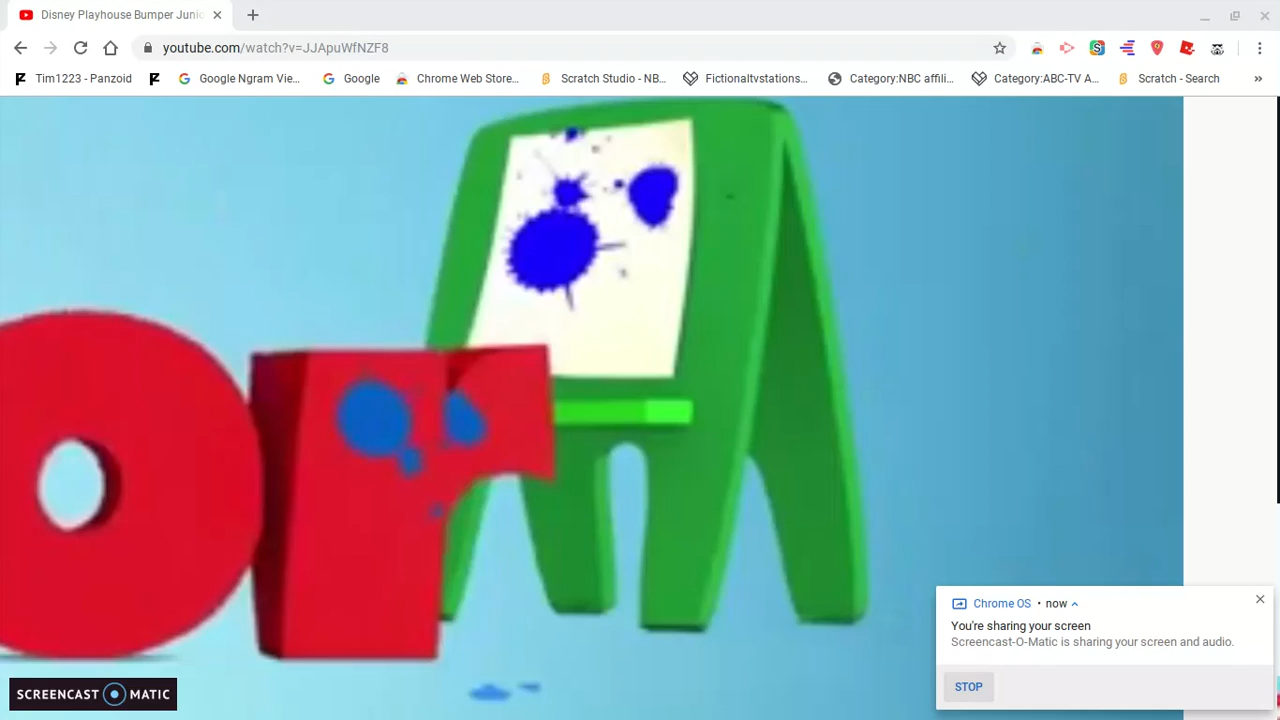 Disney Playhouse Bumper Junio
youtube.com/watch?v=JJApuWfNZF8
Tim1223 - Panzoid
Google Ngram Vie...
Google
Chrome Web Store...
Scratch Studio - NB...
Fictionaltvstations...
Category:NBC affili...
Category:ABC-TV A...
Scratch - Search
»
or
Chrome OS • now
You're sharing your screen
Screencast-O-Matic is sharing your screen and audio.
STOP
SCREENCAST MATIC